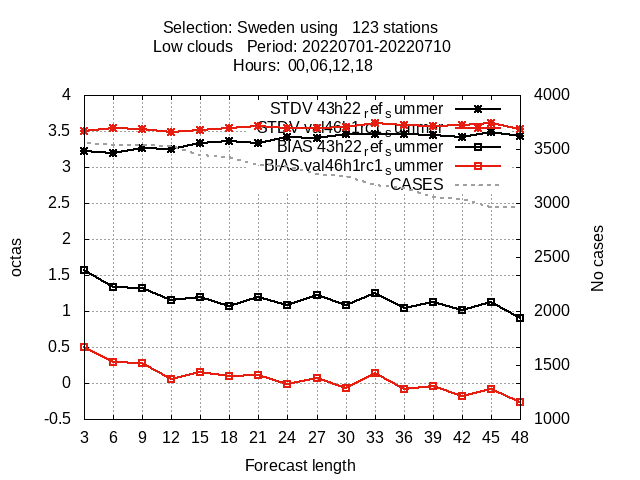 Selection: Sweden using   123 stations
Low clouds   Period: 20220701-20220710
Hours:  00,06,12,18
STDV 43h22_ref_summer
STDV val46h1rc1_summer
BIAS 43h22_ref_summer
BIAS val46h1rc1_summer
CASES
4
3.5
3
2.5
2
1.5
1
0.5
0
-0.5
octas
4000
3500
3000
2500
2000
1500
1000
No cases
3 6 9 12 15 18 21 24 27 30 33 36 39 42 45 48
Forecast length